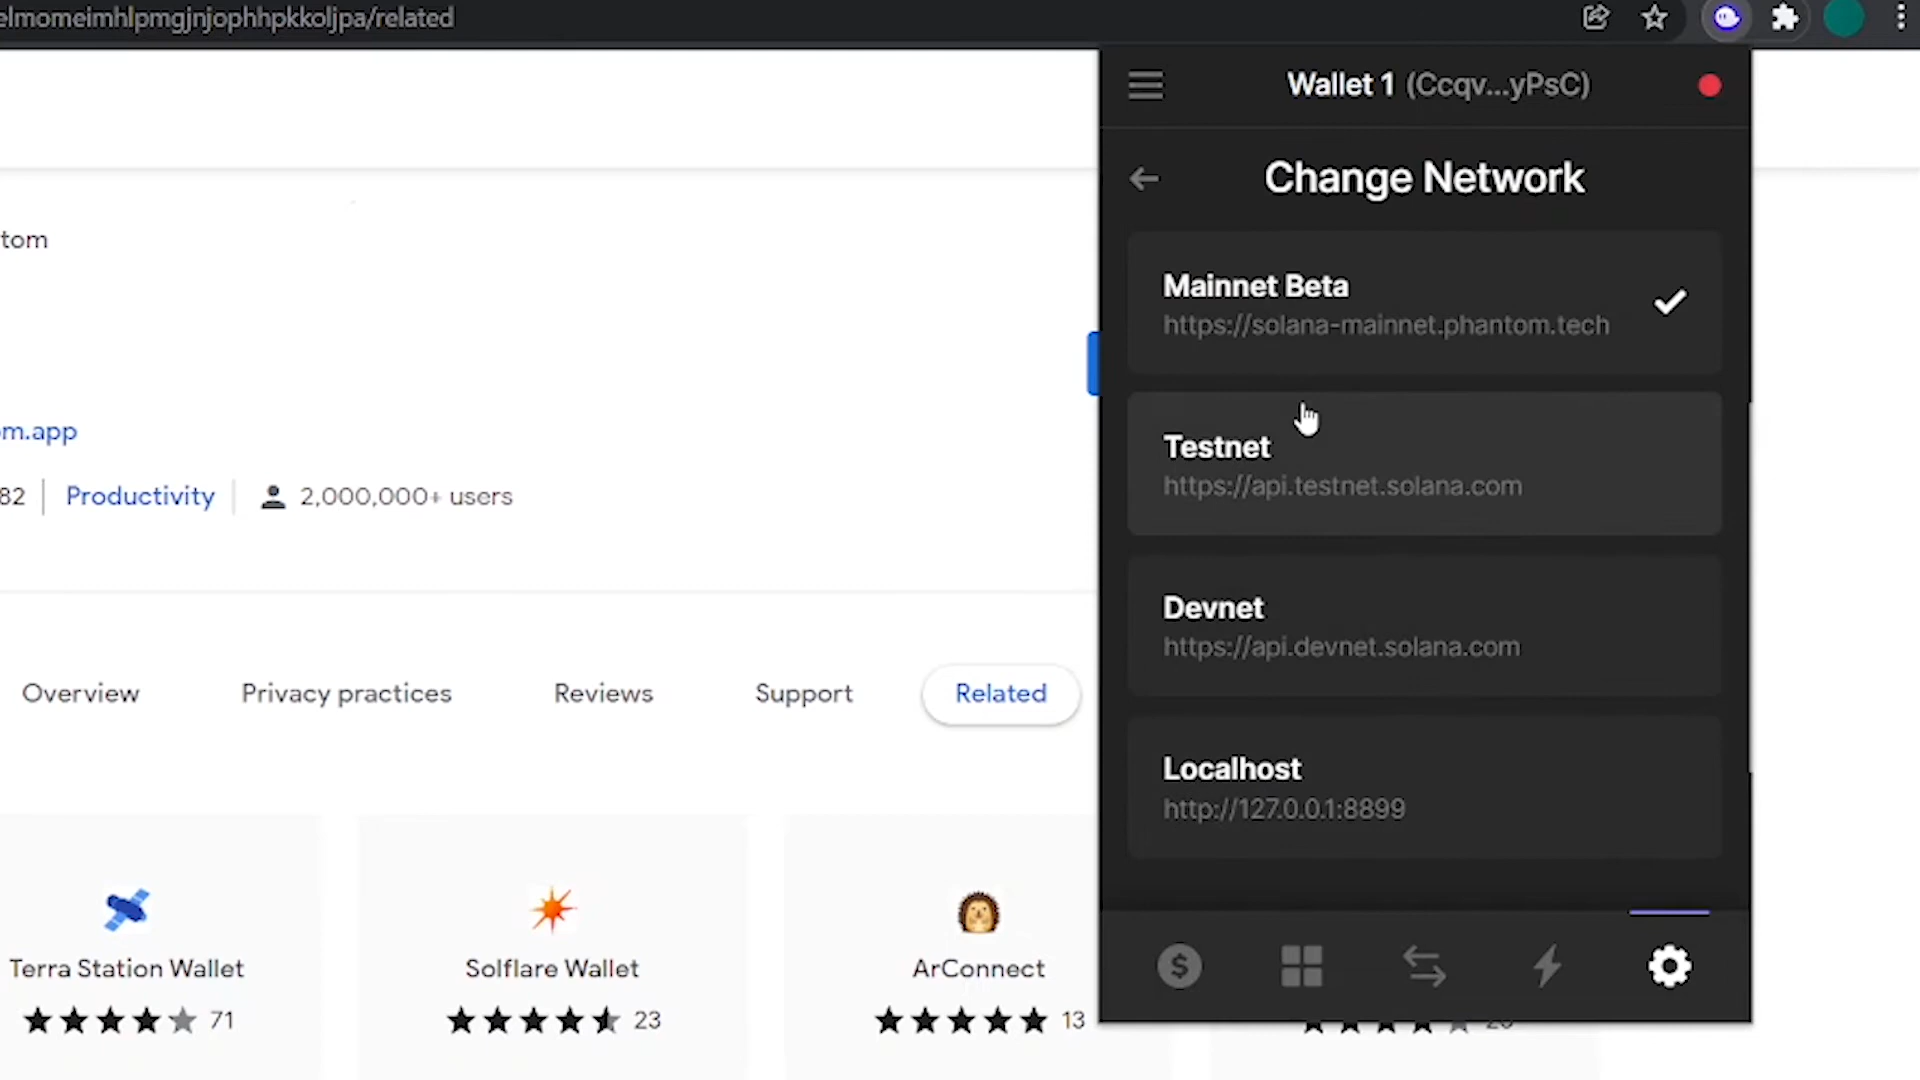 elmomeimhlpmgjnjophhpkkoljpa/related
Wallet 1 (Ccqv...yPsC)
Change Network
Mainnet Beta
https://solana-mainnet.phantom.tech
Testnet
https://api.testnet.solana.com
Devnet
https://api.devnet.solana.com
Localhost
http://127.0.0.1:8899
tom
om.app
82 Productivity 2,000,000+ users
Overview Privacy practices Reviews Support Related
Terra Station Wallet
71
Solflare Wallet
23
ArConnect
13